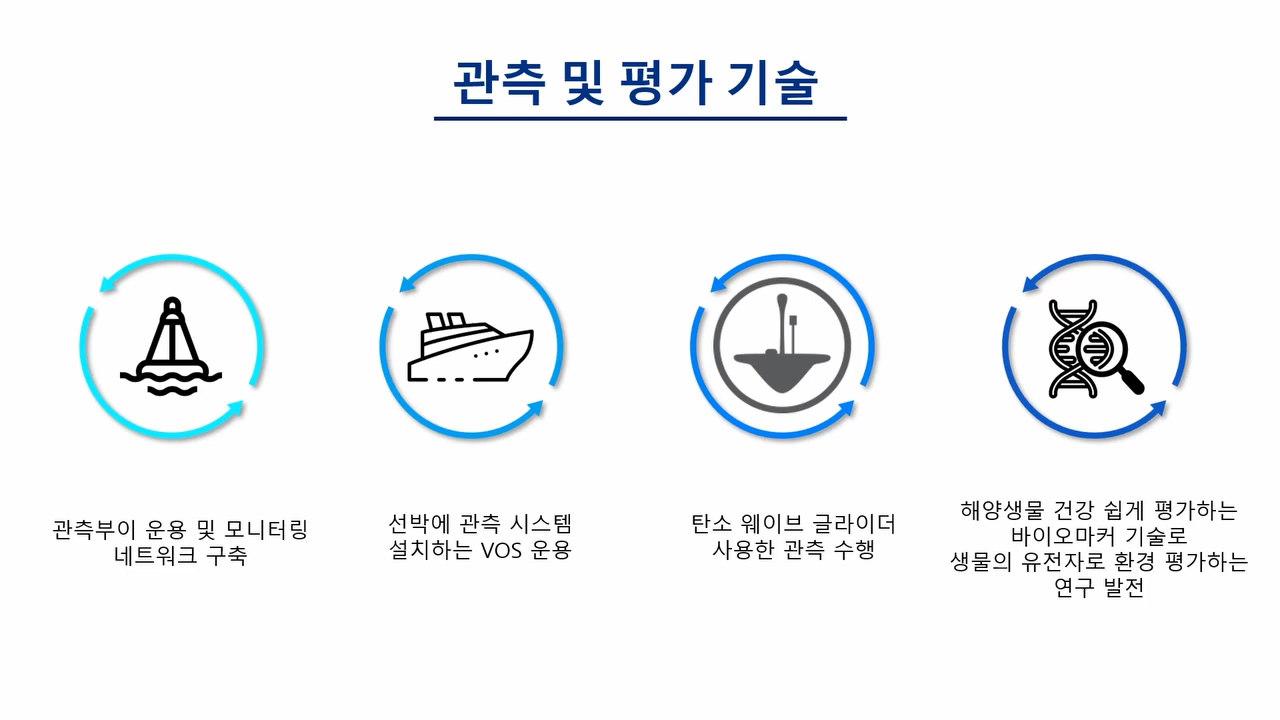 관측 및 평가 기술
관측부이 운용 및 모니터링
네트워크 구축
선박에 관측 시스템
설치하는 VOS 운용
탄소 웨이브 글라이더
사용한 관측 수행
해양생물 건강 쉽게 평가하는
바이오마커 기술로
생물의 유전자로 환경 평가하는
연구 발전